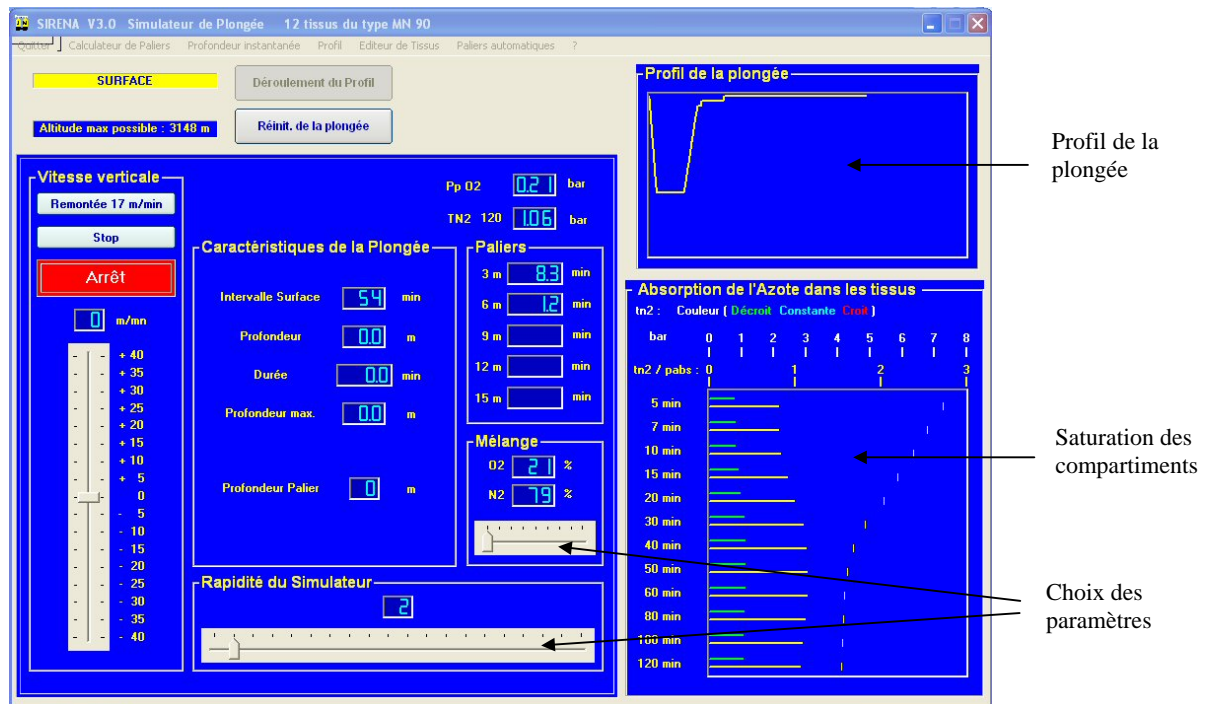 SIRENA V3.0 Simulateur de Plongée 12 tissus du type MN 90
Quitter Calculateur de Paliers Profondeur instantanée Profil Editeur de Tissus Paliers automatiques ?
SURFACE
Déroulement du Profil
Altitude max possible : 3148 m
Réinit. de la plongée
Vitesse verticale
Remontée 17 m/min
Stop
Arrêt
0 m/mn
+ 40
+ 35
+ 30
+ 25
+ 20
+ 15
+ 10
+ 5
0
- 5
- 10
- 15
- 20
- 25
- 30
- 35
- 40
Pp O2 0.21 bar
TN2 120 1.06 bar
Caractéristiques de la Plongée
Intervalle Surface 54 min
Profondeur 0.0 m
Durée 0.0 min
Profondeur max. 0.0 m
Profondeur Palier 0 m
Paliers
3 m 8.3 min
6 m 1.2 min
9 m min
12 m min
15 m min
Mélange
O2 21 %
N2 79 %
Rapidité du Simulateur
2
Profil de la plongée
Absorption de l'Azote dans les tissus
tn2 : Couleur ( Décroit Constante Croit )
bar 0 1 2 3 4 5 6 7 8
tn2 / pabs : 0 1 2 3
5 min
7 min
10 min
15 min
20 min
30 min
40 min
50 min
60 min
80 min
100 min
120 min
Profil de la
plongée
Saturation des
compartiments
Choix des
paramètres